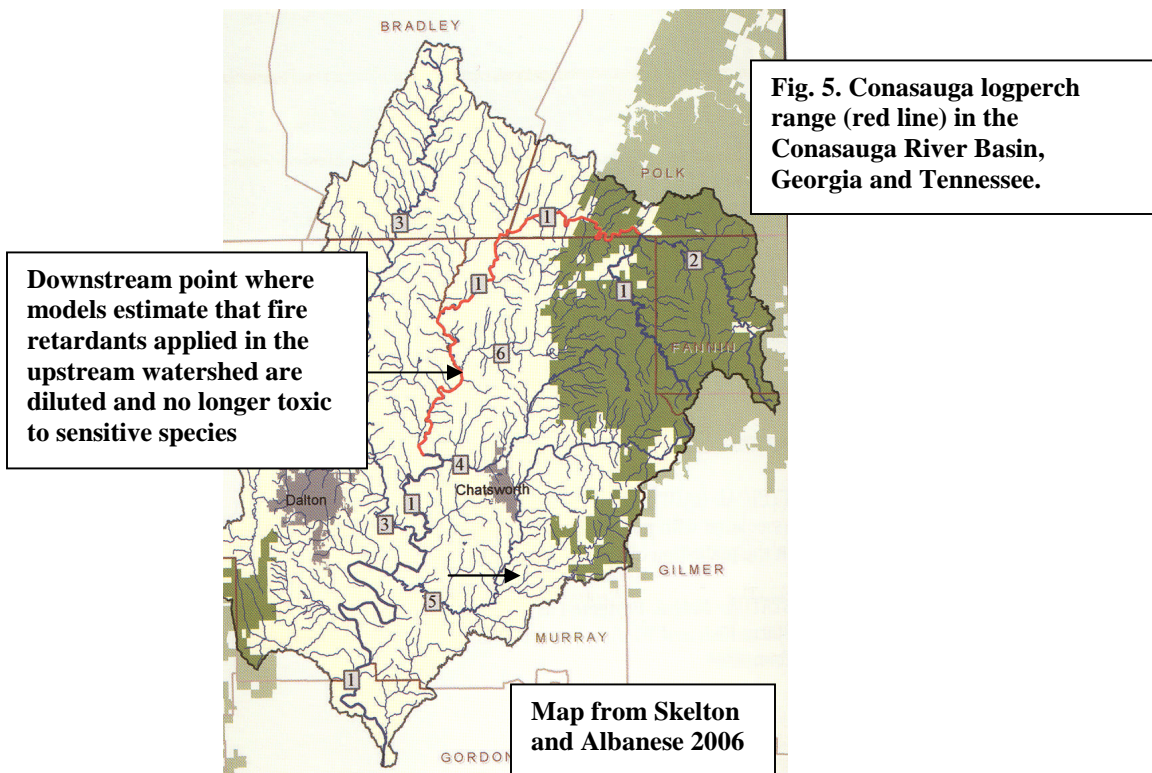 BRADLEY
Fig. 5. Conasauga logperch
range (red line) in the
Conasauga River Basin,
Georgia and Tennessee.
POLK
1
3
2
Downstream point where
models estimate that fire
retardants applied in the
upstream watershed are
diluted and no longer toxic
to sensitive species
1
1
6
FANNIN
4
Chatsworth
Dalton
1
3
GILMER
5
MURRAY
1
Map from Skelton
and Albanese 2006
GORDON